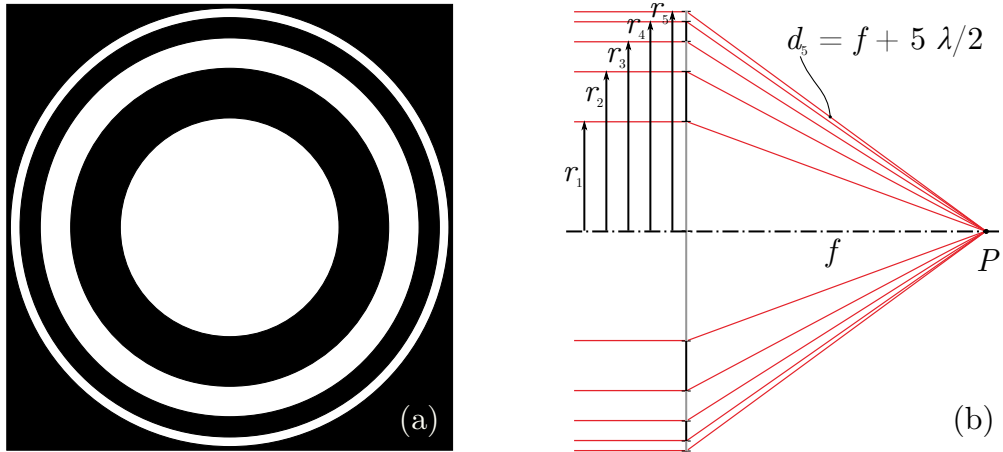 (a)
r₅
r₄
r₃
r₂
r₁
d₅ = f + 5 λ/2
f
P
(b)